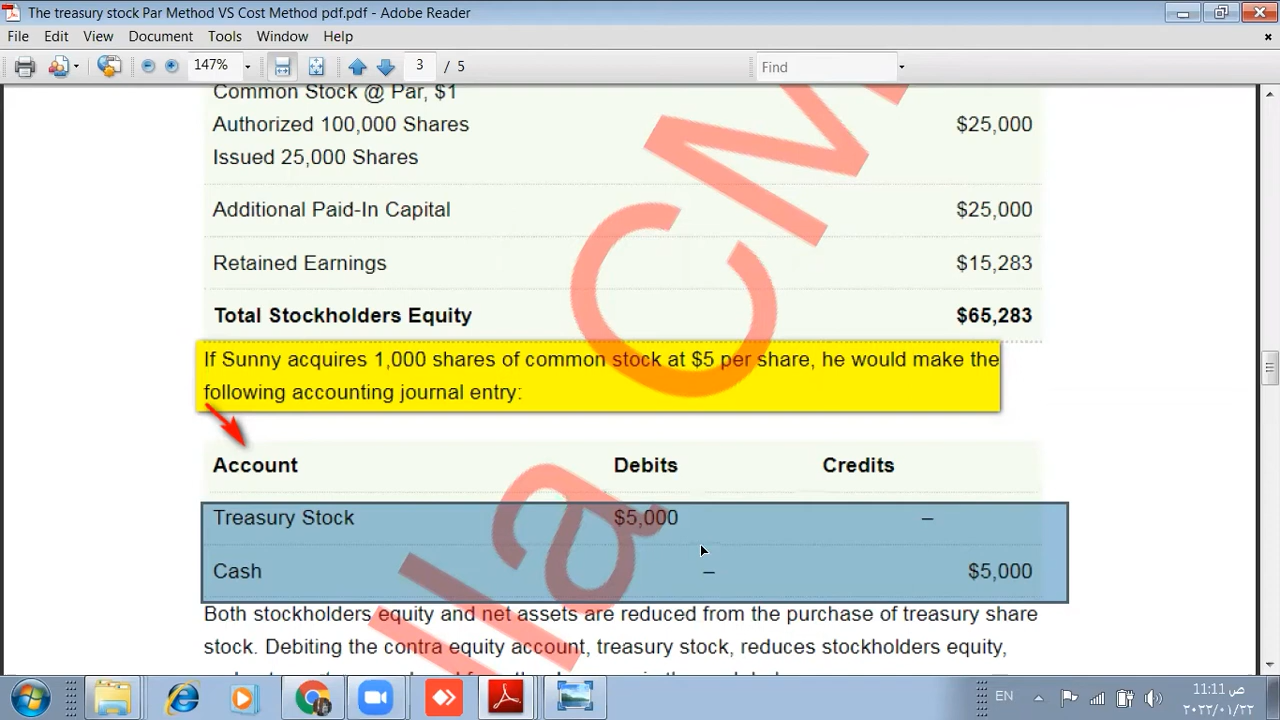 The treasury stock Par Method VS Cost Method pdf.pdf - Adobe Reader
File Edit View Document Tools Window Help
147% 3 / 5 Find
Common Stock @ Par, $1
Authorized 100,000 Shares $25,000
Issued 25,000 Shares
Additional Paid-In Capital $25,000
Retained Earnings $15,283
Total Stockholders Equity $65,283
If Sunny acquires 1,000 shares of common stock at $5 per share, he would make the
following accounting journal entry:
Account Debits Credits
Treasury Stock $5,000 –
Cash – $5,000
Both stockholders equity and net assets are reduced from the purchase of treasury share
stock. Debiting the contra equity account, treasury stock, reduces stockholders equity,
lla CM
EN 11:11 ص
٢٠٢٢/٠١/٢٢